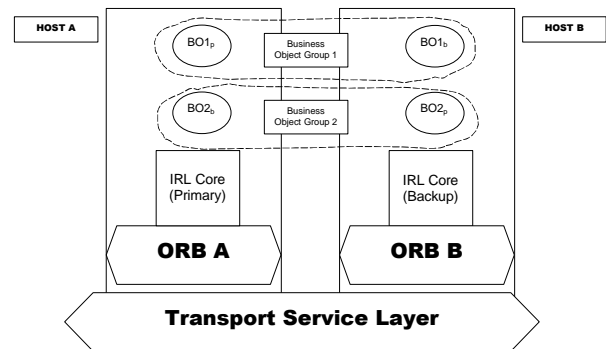 HOST A
HOST B
BO1p
Business
Object Group 1
BO1b
BO2b
Business
Object Group 2
BO2p
IRL Core
(Primary)
IRL Core
(Backup)
ORB A
ORB B
Transport Service Layer